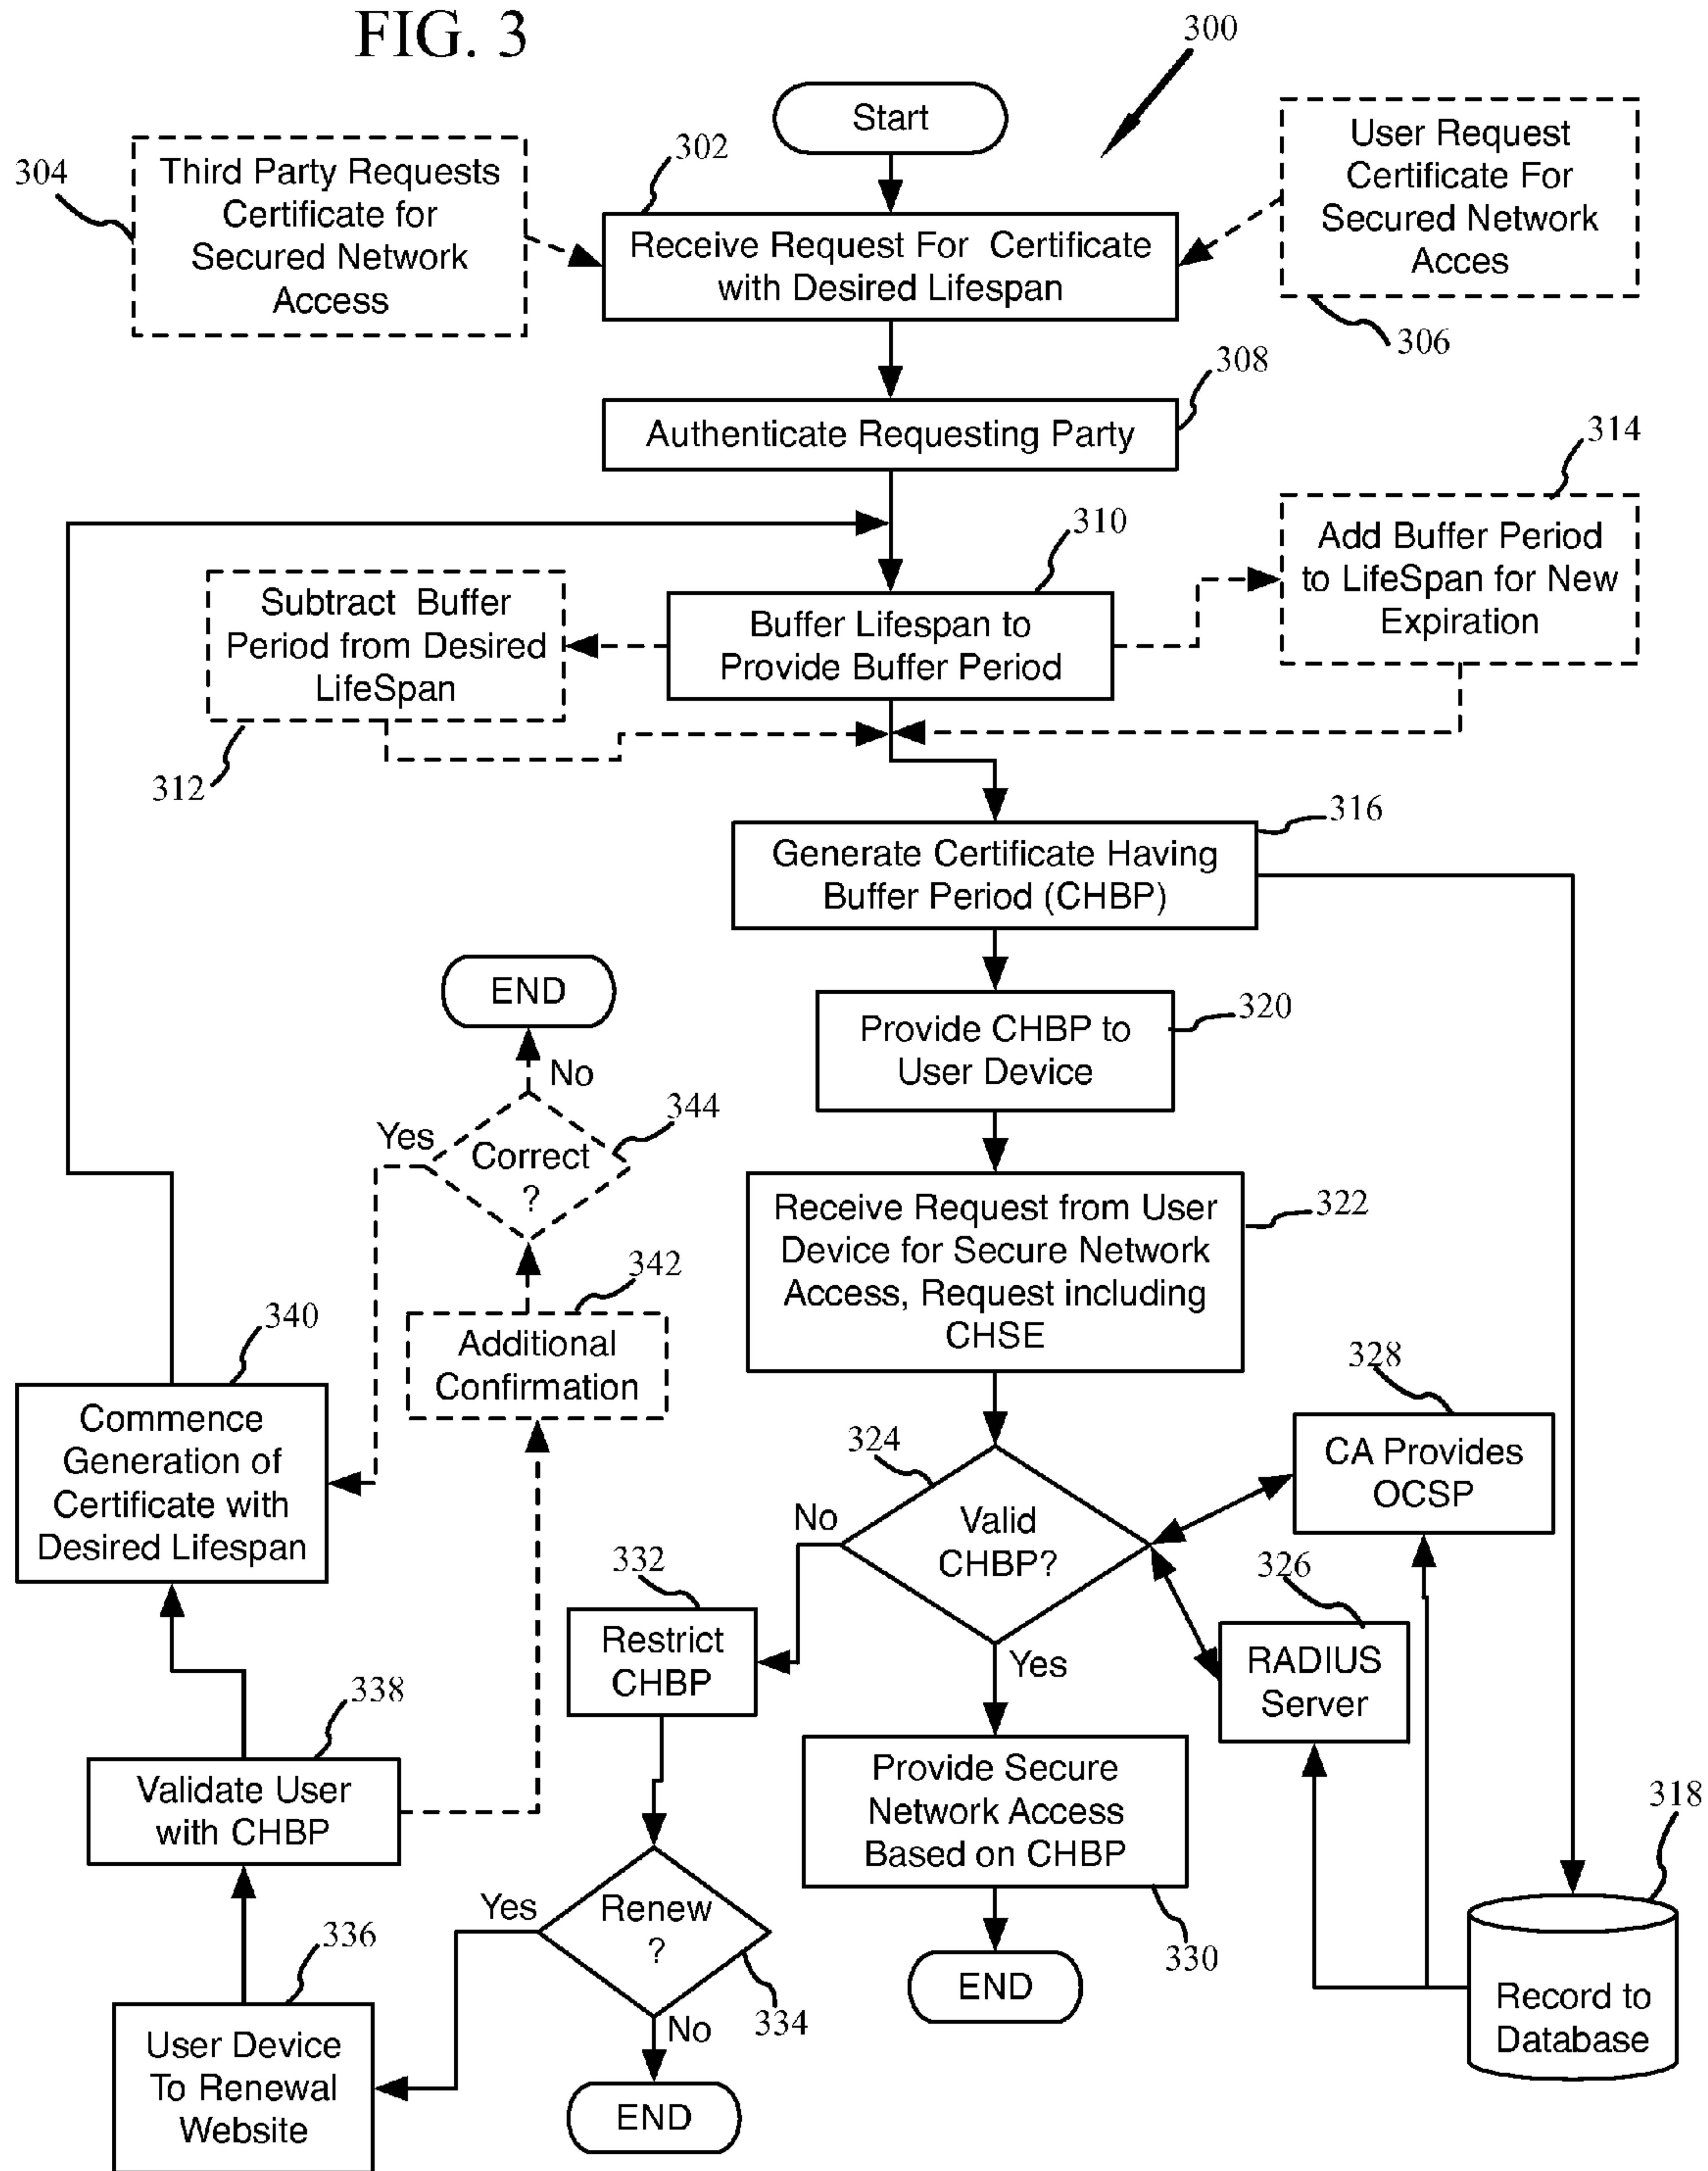 FIG. 3
300
Start
304
Third Party Requests
Certificate for
Secured Network
Access
302
Receive Request For Certificate
with Desired Lifespan
User Request
Certificate For
Secured Network
Acces
306
308
Authenticate Requesting Party
310
Buffer Lifespan to
Provide Buffer Period
Subtract Buffer
Period from Desired
LifeSpan
312
314
Add Buffer Period
to LifeSpan for New
Expiration
316
Generate Certificate Having
Buffer Period (CHBP)
320
Provide CHBP to
User Device
322
Receive Request from User
Device for Secure Network
Access, Request including
CHSE
324
Valid
CHBP?
No
Yes
328
CA Provides
OCSP
326
RADIUS
Server
318
Record to
Database
Provide Secure
Network Access
Based on CHBP
330
END
332
Restrict
CHBP
Renew
?
334
Yes
No
END
336
User Device
To Renewal
Website
338
Validate User
with CHBP
340
Commence
Generation of
Certificate with
Desired Lifespan
342
Additional
Confirmation
344
Correct
?
Yes
No
END